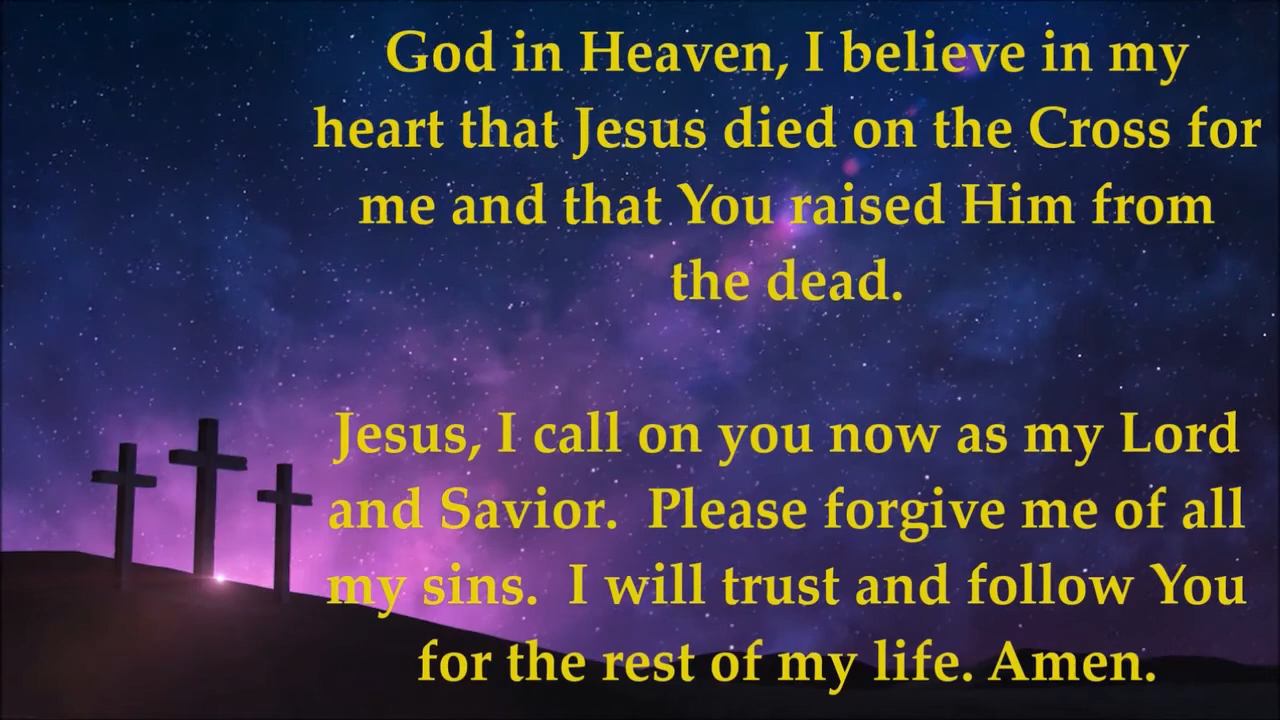 God in Heaven, I believe in my
heart that Jesus died on the Cross for
me and that You raised Him from
the dead.
Jesus, I call on you now as my Lord
and Savior.  Please forgive me of all
my sins.  I will trust and follow You
for the rest of my life. Amen.